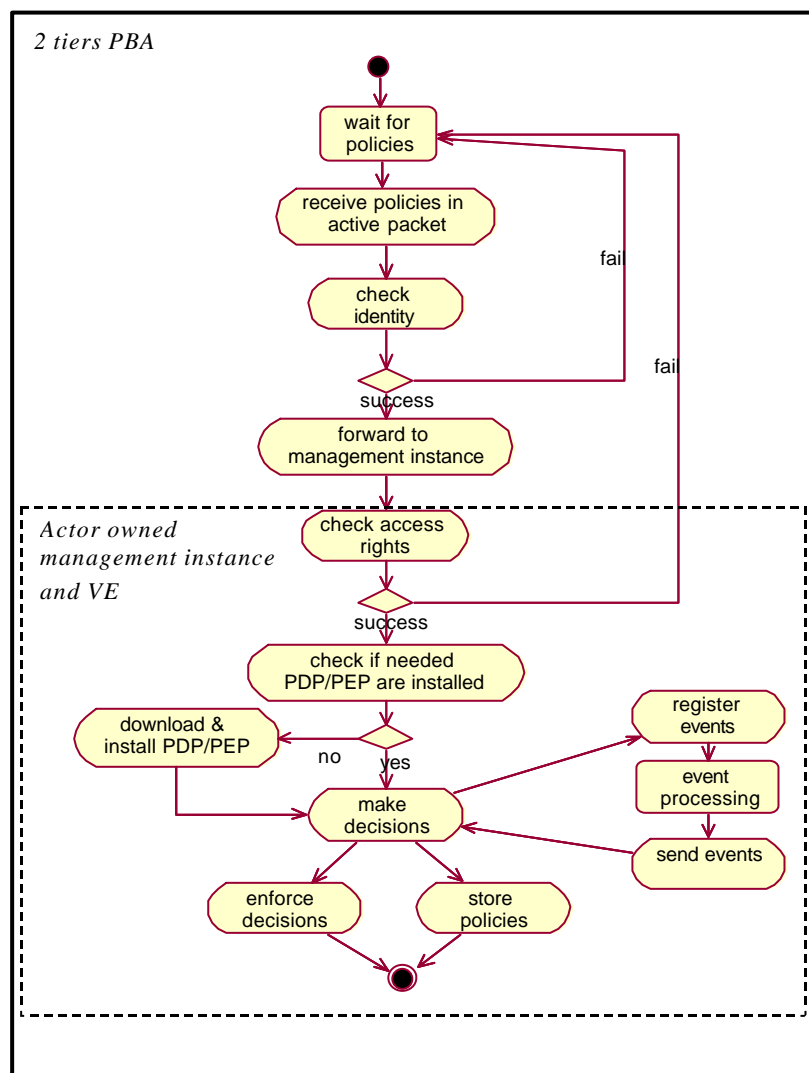 2 tiers PBA
wait for
policies
receive policies in
active packet
fail
check
identity
fail
success
forward to
management instance
Actor owned
management instance
and VE
check access
rights
success
check if needed
PDP/PEP are installed
register
events
download &
install PDP/PEP
no
yes
event
processing
make
decisions
send events
enforce
decisions
store
policies